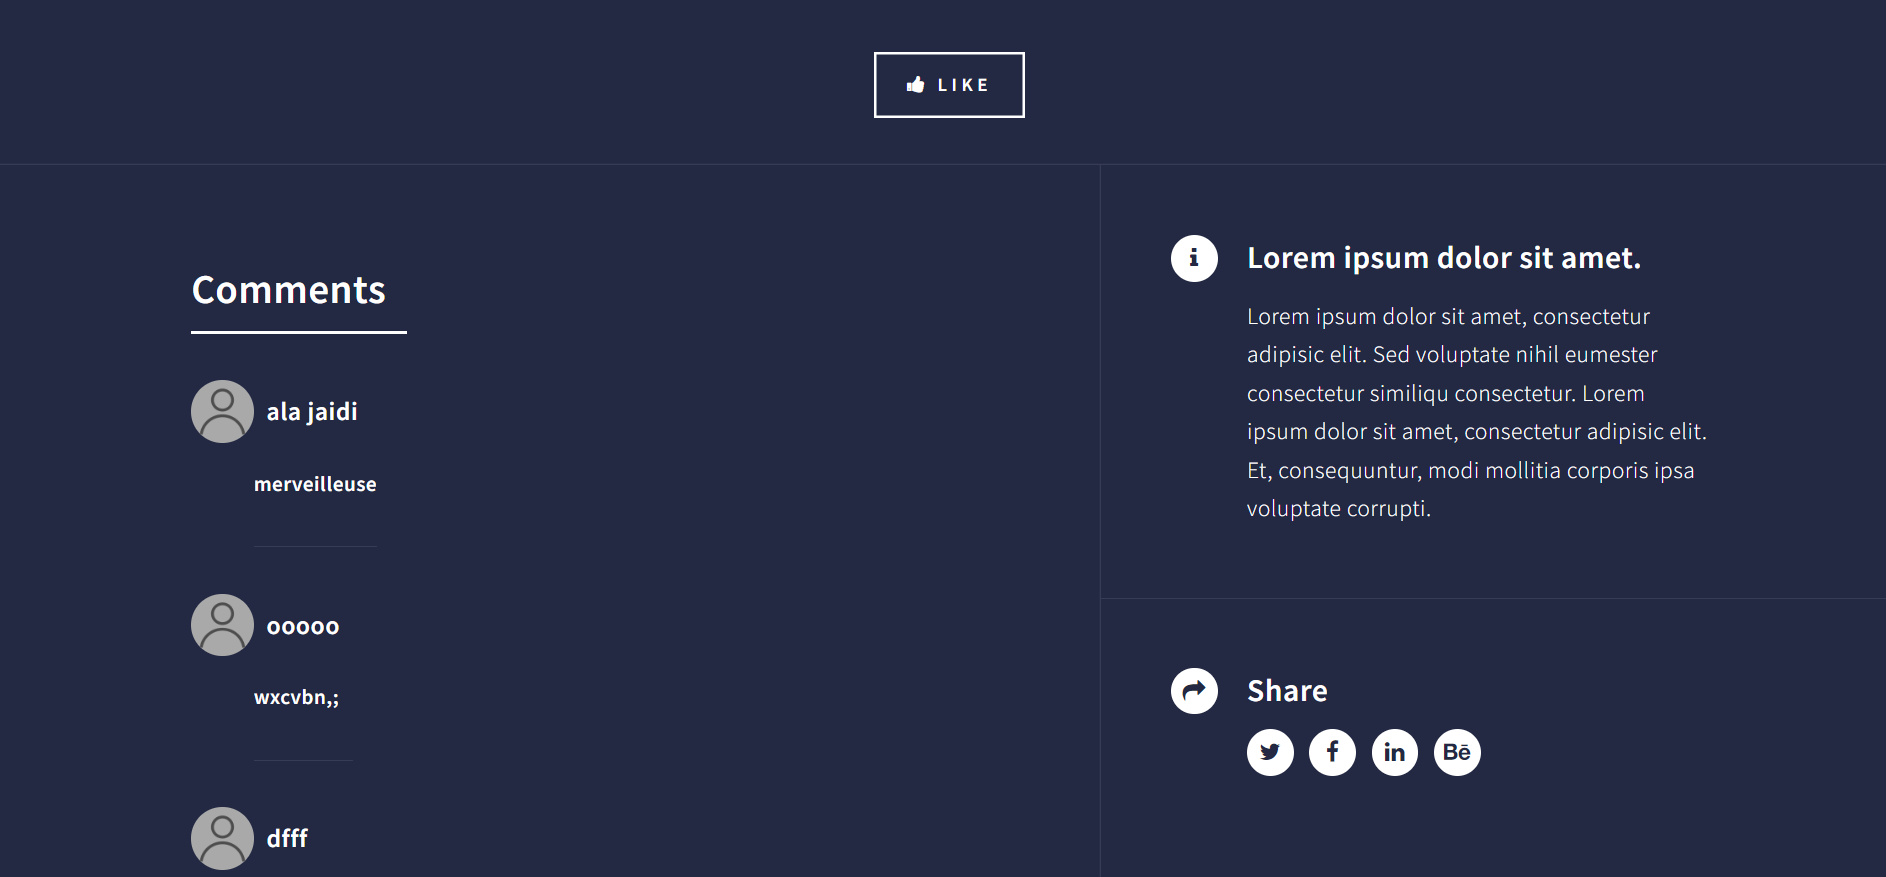 LIKE
Comments
ala jaidi
merveilleuse
ooooo
wxcvbn,;
dfff
Lorem ipsum dolor sit amet.
Lorem ipsum dolor sit amet, consectetur
adipisic elit. Sed voluptate nihil eumester
consectetur similiqu consectetur. Lorem
ipsum dolor sit amet, consectetur adipisic elit.
Et, consequuntur, modi mollitia corporis ipsa
voluptate corrupti.
Share
f in Bē